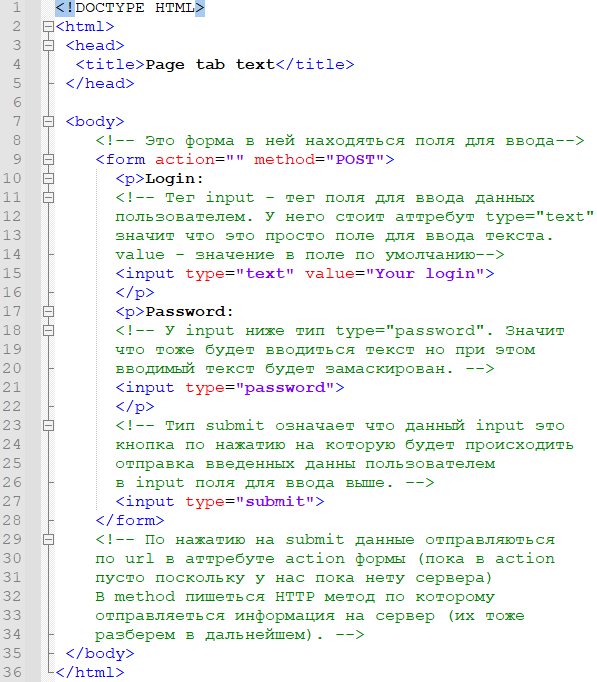 1 <!DOCTYPE HTML>
2 <html>
3 <head>
4 <title>Page tab text</title>
5 </head>
6
7 <body>
8 <!-- Это форма в ней находяться поля для ввода-->
9 <form action="" method="POST">
10 <p>Login:
11 <!-- Тег input - тег поля для ввода данных
12 пользователем. У него стоит аттребут type="text"
13 значит что это просто поле для ввода текста.
14 value - значение в поле по умолчанию-->
15 <input type="text" value="Your login">
16 </p>
17 <p>Password:
18 <!-- У input ниже тип type="password". Значит
19 что тоже будет вводиться текст но при этом
20 вводимый текст будет замаскирован. -->
21 <input type="password">
22 </p>
23 <!-- Тип submit означает что данный input это
24 кнопка по нажатию на которую будет происходить
25 отправка введенных данны пользователем
26 в input поля для ввода выше. -->
27 <input type="submit">
28 </form>
29 <!-- По нажатию на submit данные отправляються
30 по url в аттребуте action формы (пока в action
31 пусто поскольку у нас пока нету сервера)
32 В method пишеться HTTP метод по которому
33 отправляеться информация на сервер (их тоже
34 разберем в дальнейшем). -->
35 </body>
36 </html>